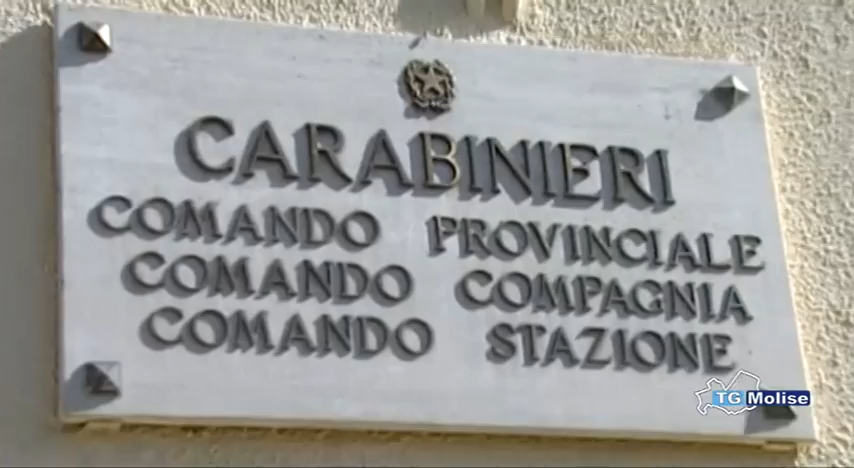 CARABINIERI
COMANDO PROVINCIALE
COMANDO COMPAGNIA
COMANDO STAZIONE
TG Molise